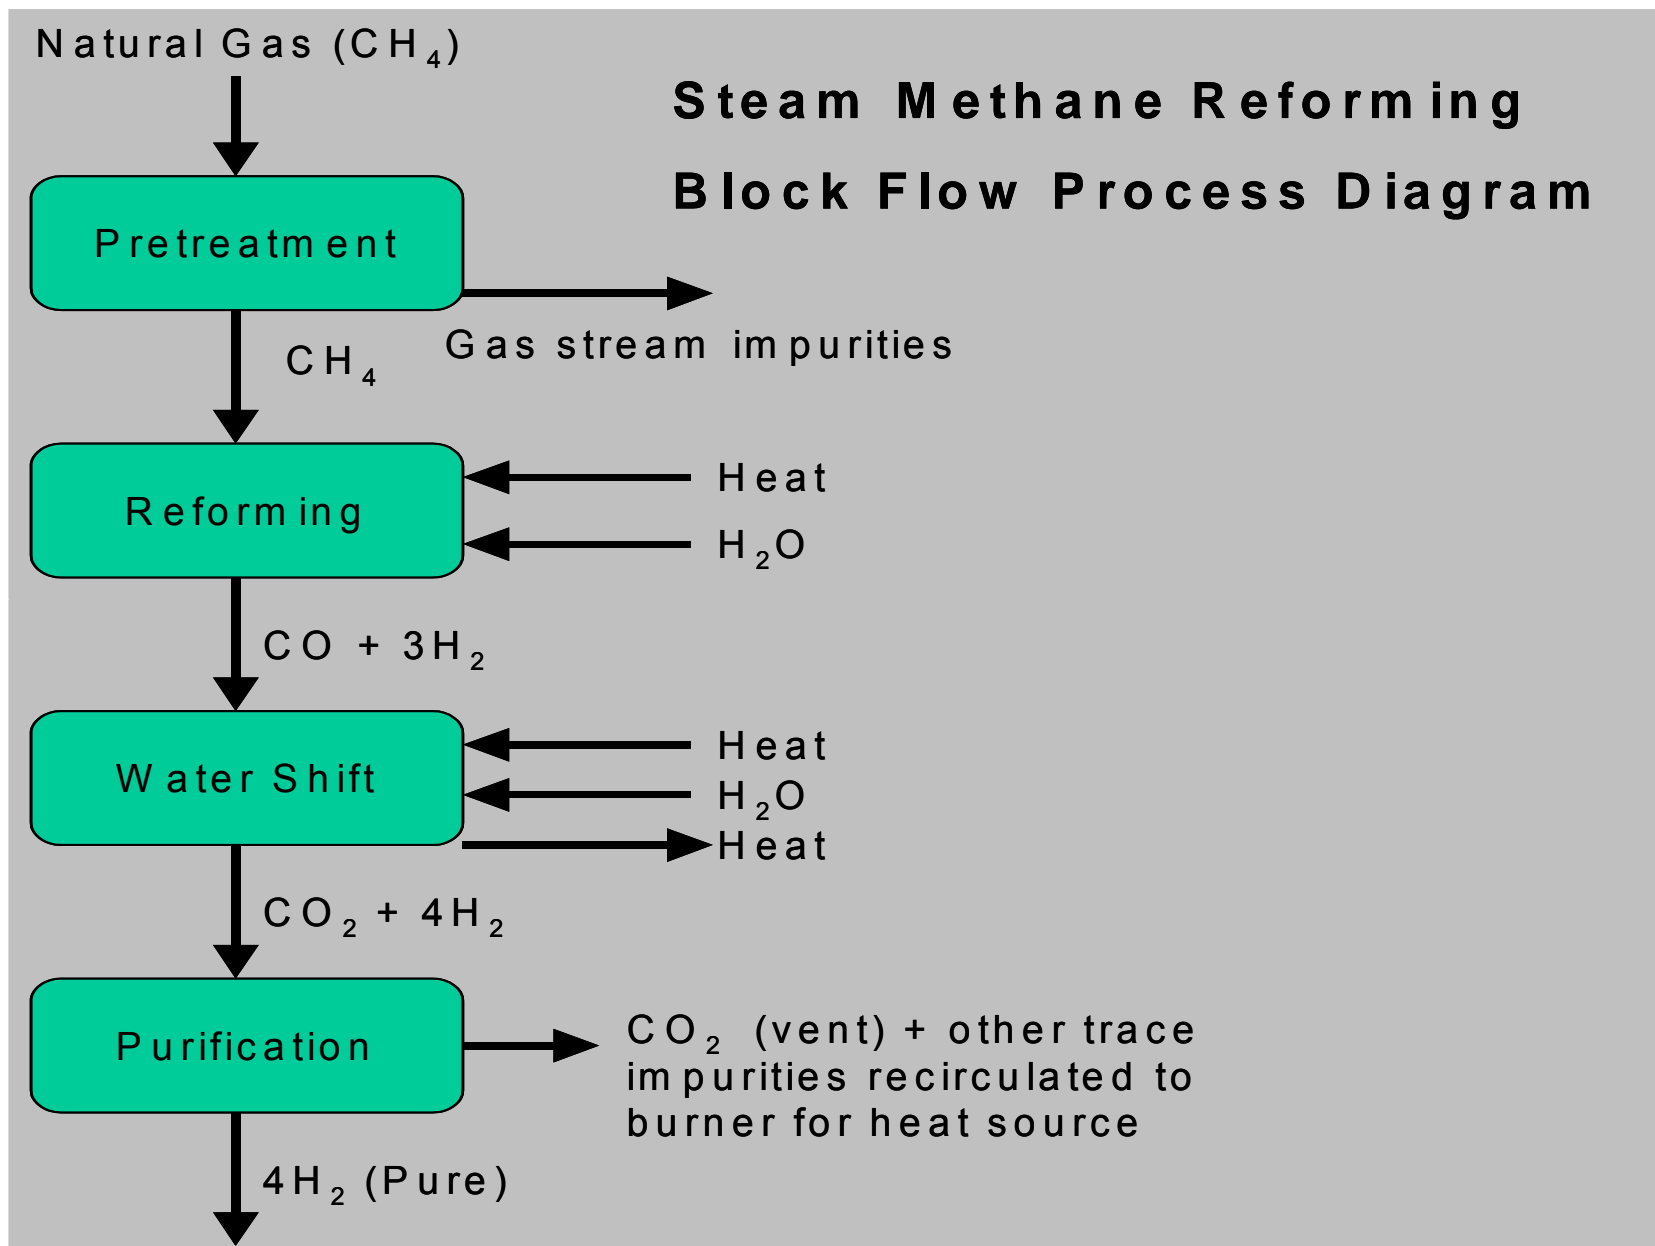 Natural Gas (CH₄)
Steam Methane Reforming
Block Flow Process Diagram
Pretreatment
Gas stream impurities
CH₄
Reforming
Heat
H₂O
CO + 3H₂
Water Shift
Heat
H₂O
Heat
CO₂ + 4H₂
Purification
CO₂ (vent) + other trace
impurities recirculated to
burner for heat source
4H₂ (Pure)